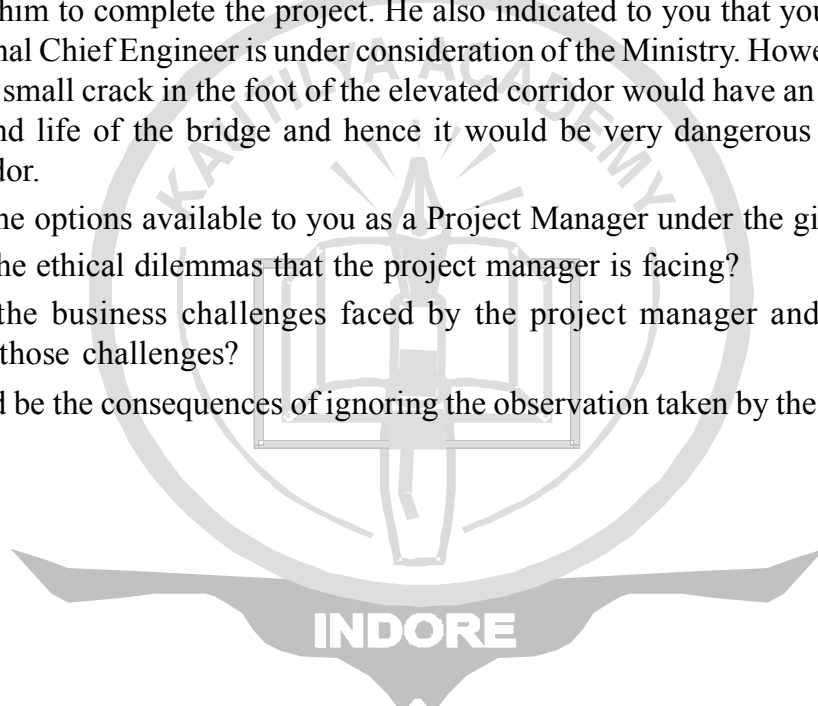 him to complete the project. He also indicated to you that you
nal Chief Engineer is under consideration of the Ministry. Howe
small crack in the foot of the elevated corridor would have an
nd life of the bridge and hence it would be very dangerous
dor.
he options available to you as a Project Manager under the gi
he ethical dilemmas that the project manager is facing?
the business challenges faced by the project manager and
those challenges?
d be the consequences of ignoring the observation taken by the
KAUTILYA ACADEMY
INDORE